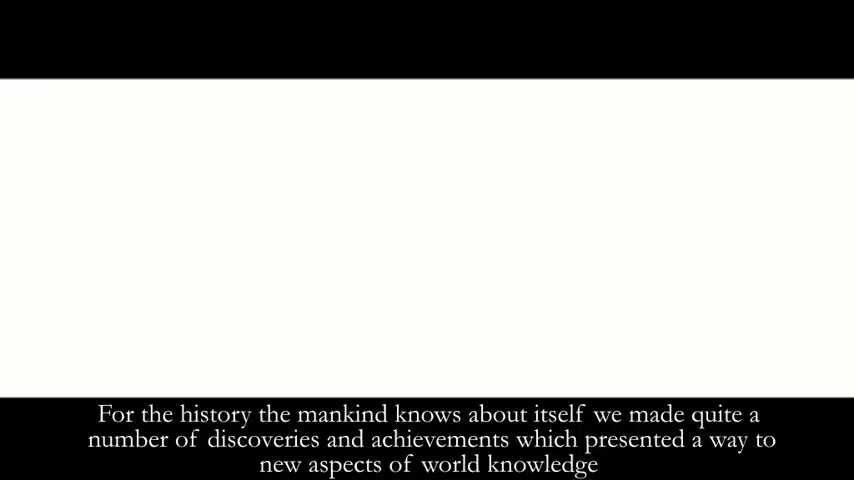 For the history the mankind knows about itself we made quite a
number of discoveries and achievements which presented a way to
new aspects of world knowledge